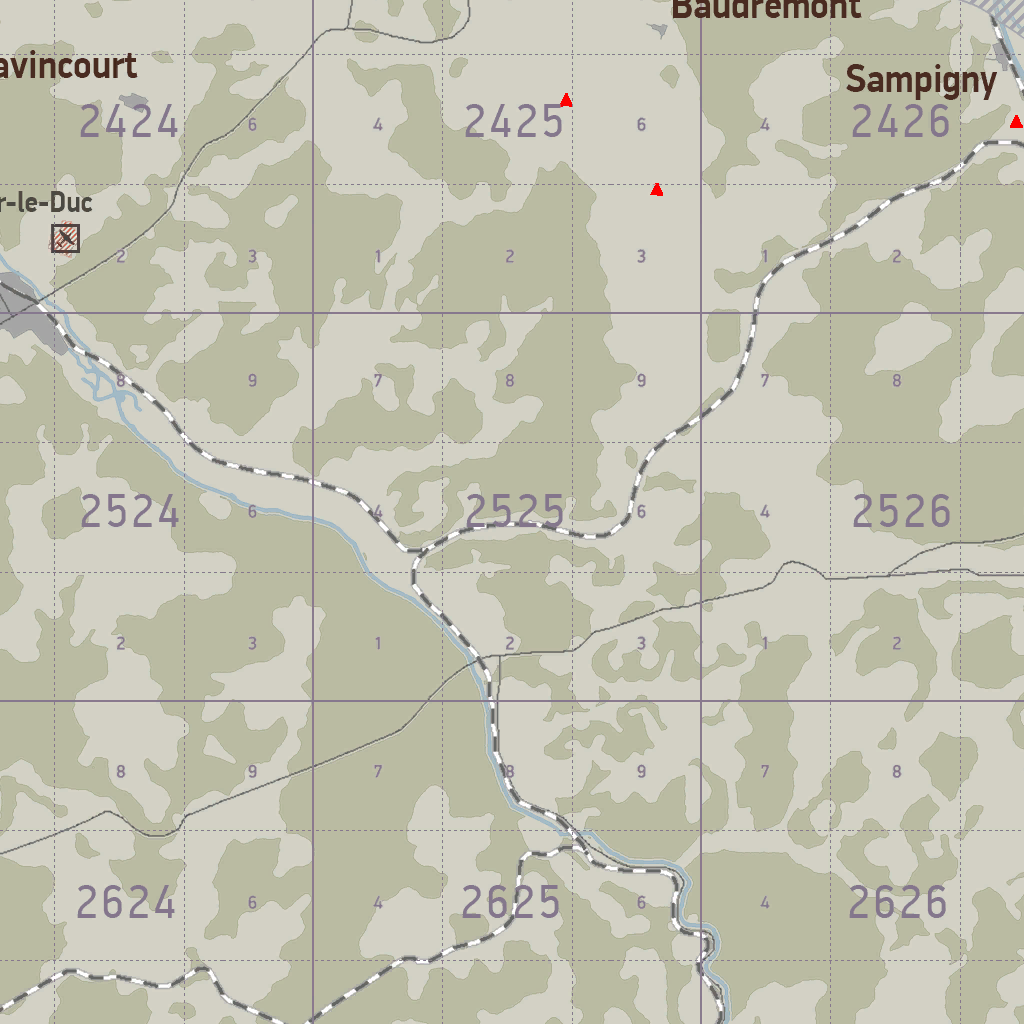 Baudremont
avincourt
Sampigny
2424 6 4 2425 6 4 2426
r-le-Duc
2 3 1 2 3 1 2
8 9 7 8 9 7 8
2524 6 4 2525 6 4 2526
2 3 1 2 3 1 2
8 9 7 8 9 7 8
2624 6 4 2625 6 4 2626